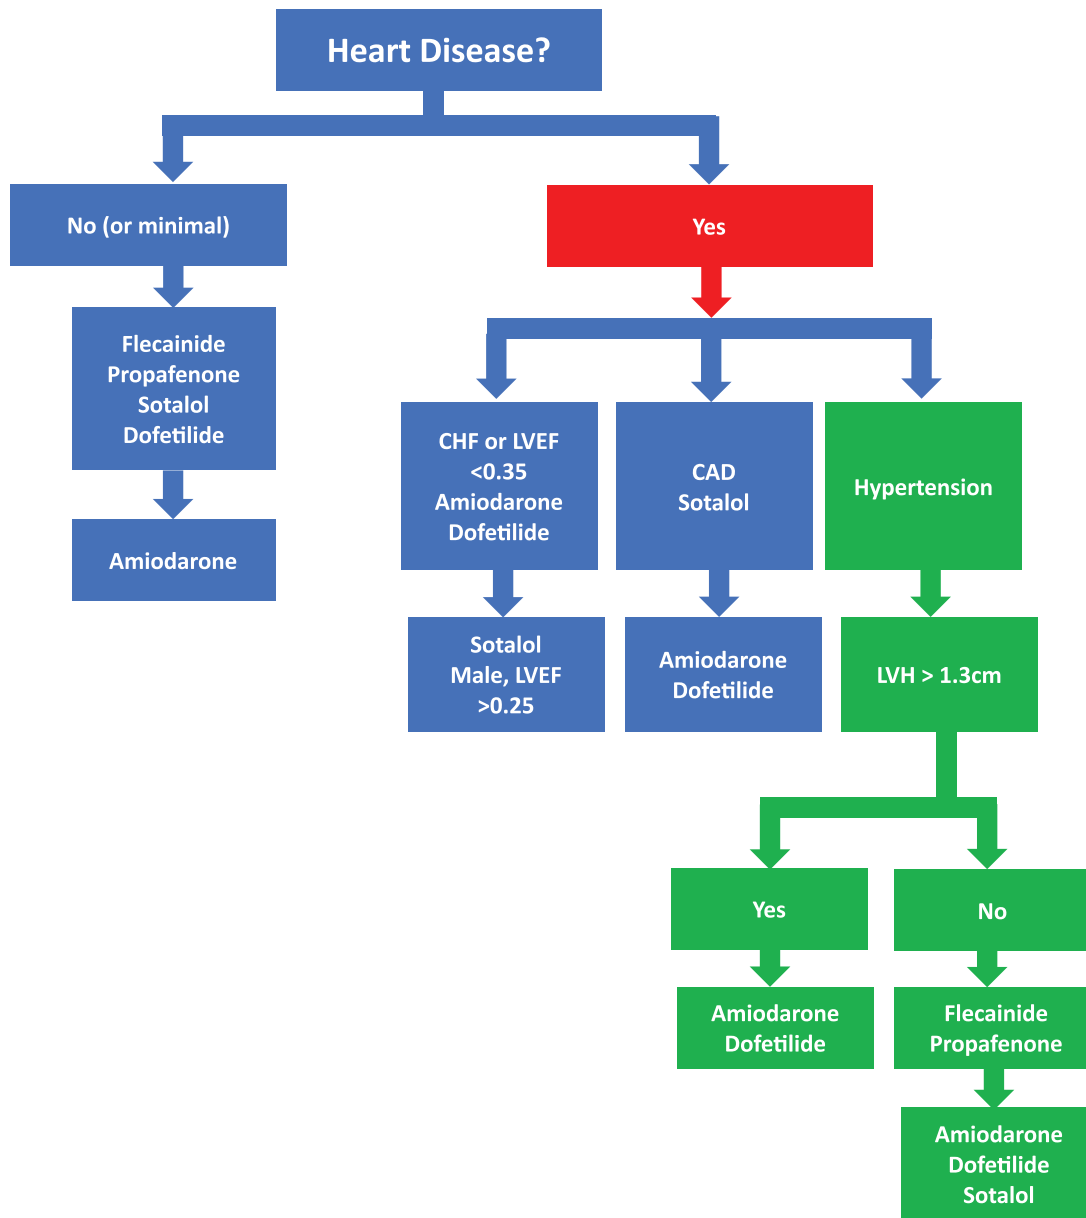 Heart Disease?
No (or minimal)
Yes
Flecainide
Propafenone
Sotalol
Dofetilide
Amiodarone
CHF or LVEF
<0.35
Amiodarone
Dofetilide
CAD
Sotalol
Hypertension
Sotalol
Male, LVEF
>0.25
Amiodarone
Dofetilide
LVH > 1.3cm
Yes
No
Amiodarone
Dofetilide
Flecainide
Propafenone
Amiodarone
Dofetilide
Sotalol